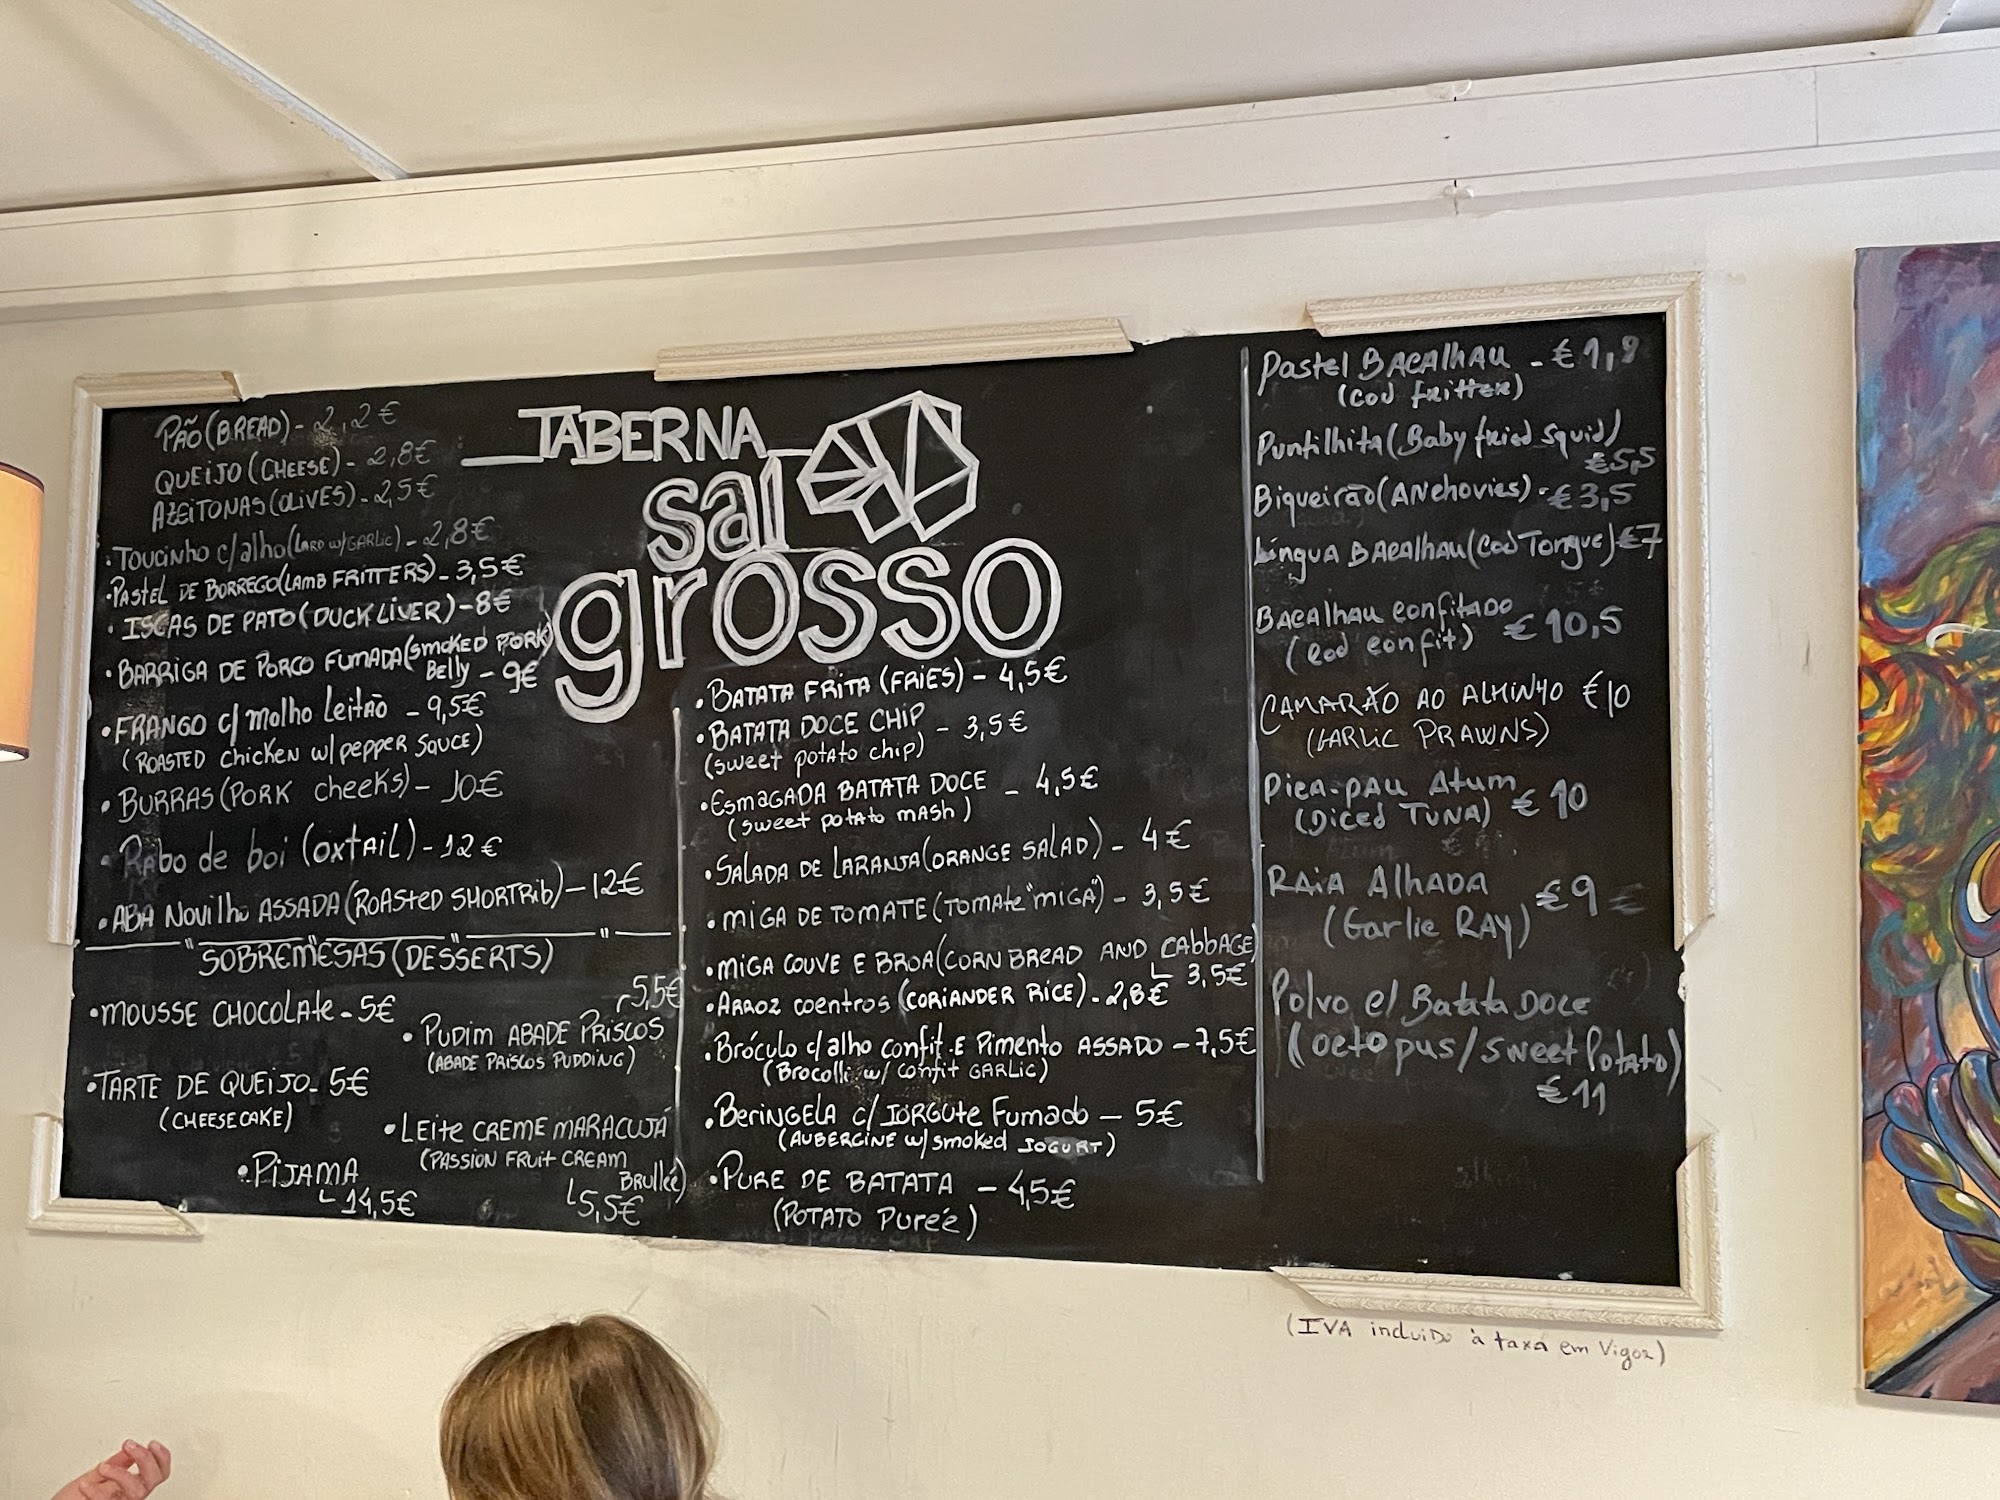 PÃO (BREAD) - 2,2€
QUEIJO (CHEESE) - 2,8€
AZEITONAS (OLIVES) - 2,5€
• TOUCINHO c/alho (LARD w/GARLIC) - 2,8€
• PASTEL DE BORREGO (LAMB FRITTERS) - 3,5€
• ISCAS DE PATO (DUCK LIVER) - 8€
• BARRIGA DE PORCO FUMADA (SMOKED PORK
Belly - 9€
• FRANGO c/ molho Leitão - 9,5€
(ROASTED chicken w/ pepper SAUCE)
• BURRAS (PORK cheeks) - 10€
• Rabo de boi (OXTAIL) - 12€
• ABA Novilho ASSADA (ROASTED SHORTRIB) - 12€
" SOBREMESAS (DESSERTS) "
• MOUSSE CHOCOLATE - 5€
5,5€
• PUDIM ABADE PRISCOS
(ABADE PRISCOS PUDDING)
• TARTE DE QUEIJO - 5€
(CHEESECAKE)
• LEITE CREME MARACUJÁ
(PASSION FRUIT CREAM
BRULLÉE)
5,5€
• PIJAMA
14,5€
TABERNA
sal
grosso
• BATATA FRITA (FRIES) - 4,5€
• BATATA DOCE CHIP
(sweet potato chip) - 3,5€
• ESMAGADA BATATA DOCE - 4,5€
(sweet potato mash)
• SALADA DE LARANJA (ORANGE SALAD) - 4€
• MIGA DE TOMATE (TOMATE "MIGA") - 3,5€
• MIGA COUVE E BROA (CORN BREAD AND CABBAGE)
3,5€
• ARROZ coentros (CORIANDER RICE) - 2,8€
• Bróculo c/alho confit E Pimento ASSADO - 7,5€
(Brocolli w/ confit GARLIC)
• BERINGELA c/ IORGUTE Fumado - 5€
(AUBERGINE w/ smoked JOGURT)
• PURE DE BATATA - 4,5€
(POTATO Purée)
Pastel BACALHAU - €1,8
(cod fritter)
Puntilhita (Baby fried squid)
€5,5
Biqueirão (ANchovies) - €3,5
Língua BACALHAU (Cod Tongue) €7
BACALHAU confitado
(cod confit) €10,5
CAMARÃO AO ALHINHO €10
(GARLIC PRAWNS)
Pica-pau Atum
(Diced TUNA) €10
RAIA Alhada
(Garlic RAY) €9
Polvo c/ Batata DOCE
(octopus/sweet Potato)
€11
(IVA incluido à taxa em Vigor)